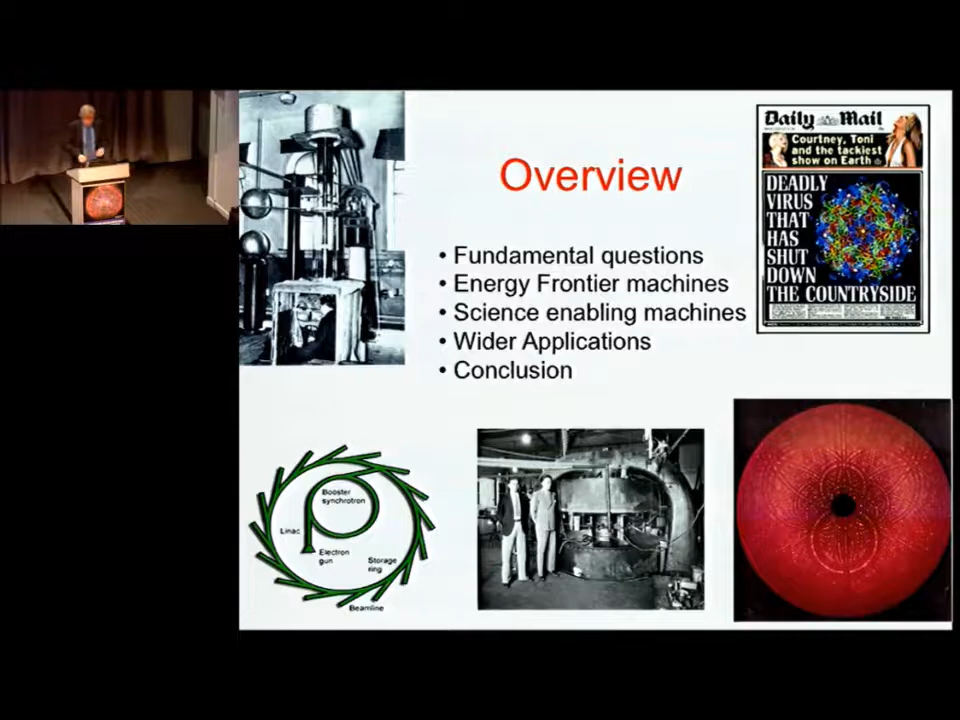 Overview
• Fundamental questions
• Energy Frontier machines
• Science enabling machines
• Wider Applications
• Conclusion
Daily Mail
Courtney, Toni
and the tackiest
show on Earth
DEADLY
VIRUS
THAT
HAS
SHUT
DOWN
THE COUNTRYSIDE
Booster
synchrotron
Linac
Electron
gun
Storage
ring
Beamline